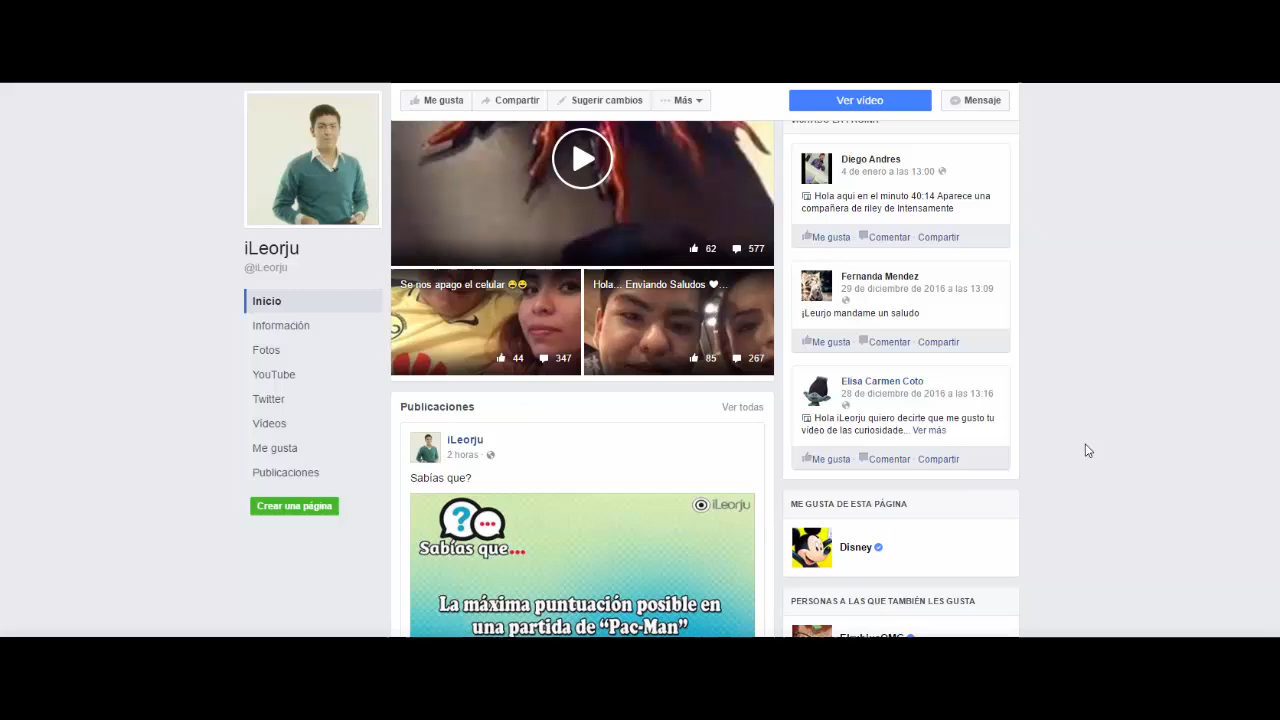 Me gusta
Compartir
Sugerir cambios
Más
Ver vídeo
Mensaje
iLeorju
@iLeorju
Inicio
Información
Fotos
YouTube
Twitter
Vídeos
Me gusta
Publicaciones
Crear una página
62 577
Se nos apago el celular
44 347
Hola... Enviando Saludos ...
85 267
Publicaciones
Ver todas
iLeorju
2 horas ·
Sabías que?
iLeorju
Sabías que...
La máxima puntuación posible en
una partida de “Pac-Man”
Diego Andres
4 de enero a las 13:00
Hola aqui en el minuto 40:14 Aparece una
compañera de riley de Intensamente
Me gusta · Comentar · Compartir
Fernanda Mendez
29 de diciembre de 2016 a las 13:09
¡Leurjo mandame un saludo
Me gusta · Comentar · Compartir
Elisa Carmen Coto
28 de diciembre de 2016 a las 13:16
Hola iLeorju quiero decirte que me gusto tu
vídeo de las curiosidade... Ver más
Me gusta · Comentar · Compartir
ME GUSTA DE ESTA PÁGINA
Disney
PERSONAS A LAS QUE TAMBIÉN LES GUSTA